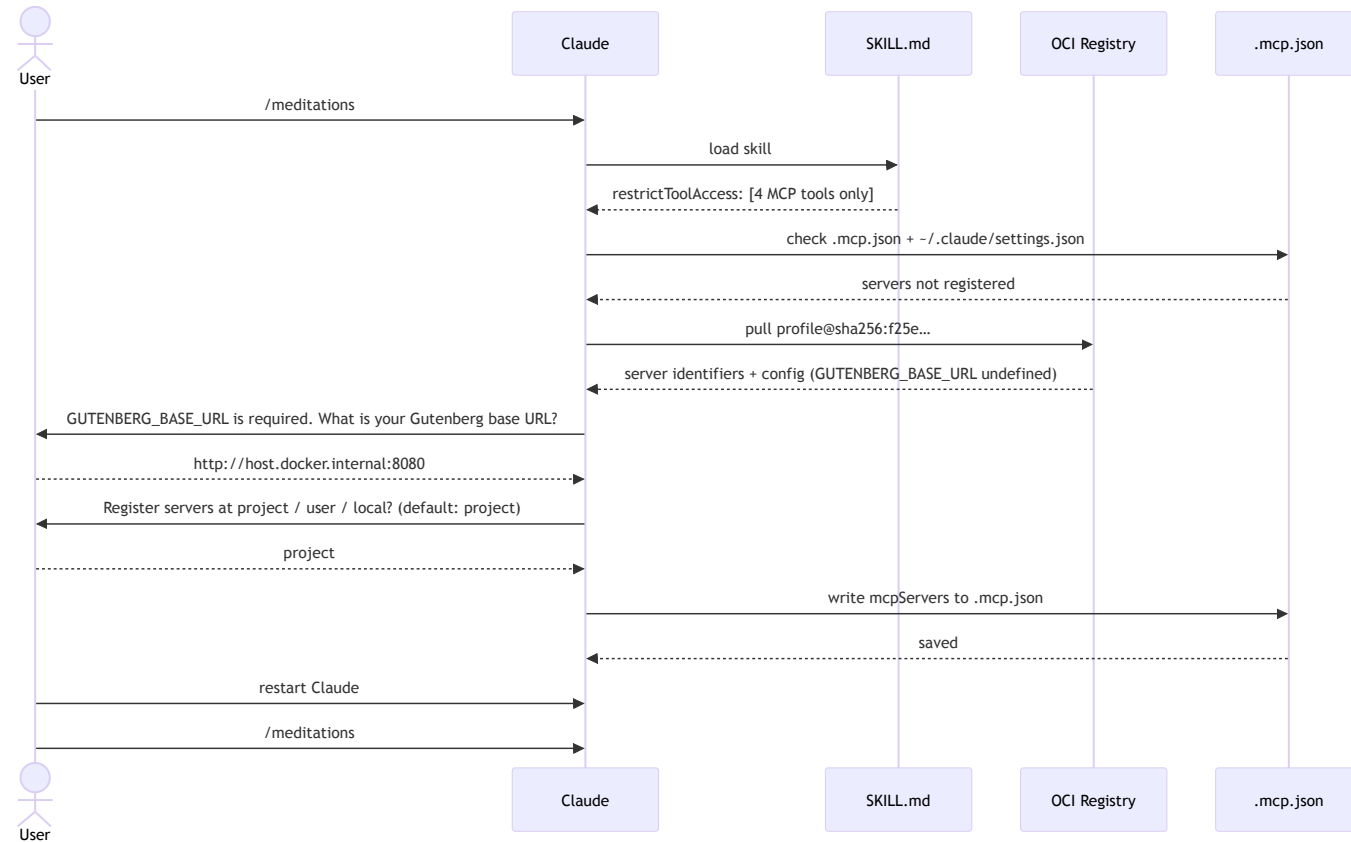 User
Claude
SKILL.md
OCI Registry
.mcp.json
/meditations
load skill
restrictToolAccess: [4 MCP tools only]
check .mcp.json + ~/.claude/settings.json
servers not registered
pull profile@sha256:f25e…
server identifiers + config (GUTENBERG_BASE_URL undefined)
GUTENBERG_BASE_URL is required. What is your Gutenberg base URL?
http://host.docker.internal:8080
Register servers at project / user / local? (default: project)
project
write mcpServers to .mcp.json
saved
restart Claude
/meditations
User
Claude
SKILL.md
OCI Registry
.mcp.json